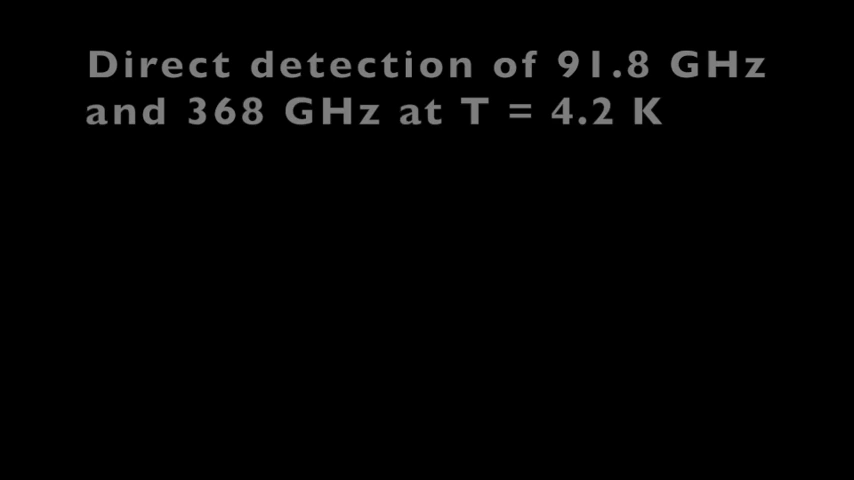 Direct detection of 91.8 GHz
and 368 GHz at T = 4.2 K